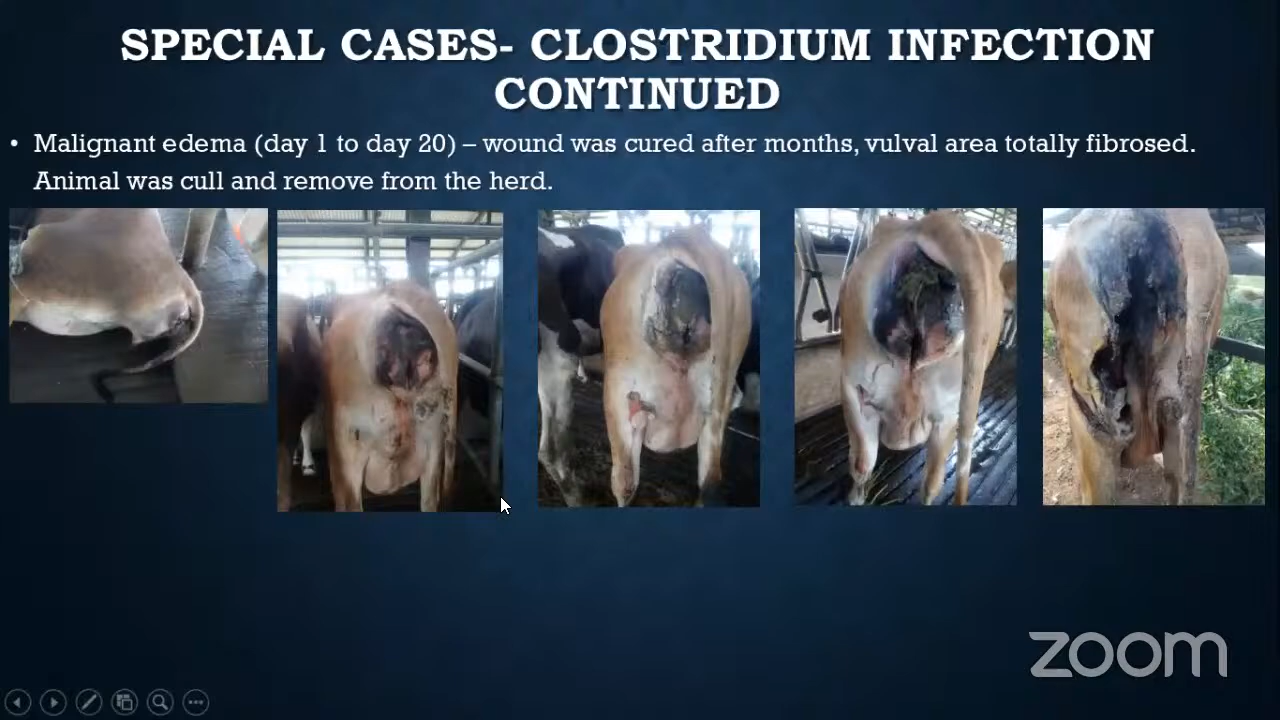 SPECIAL CASES- CLOSTRIDIUM INFECTION
CONTINUED
• Malignant edema (day 1 to day 20) – wound was cured after months, vulval area totally fibrosed.
Animal was cull and remove from the herd.
zoom